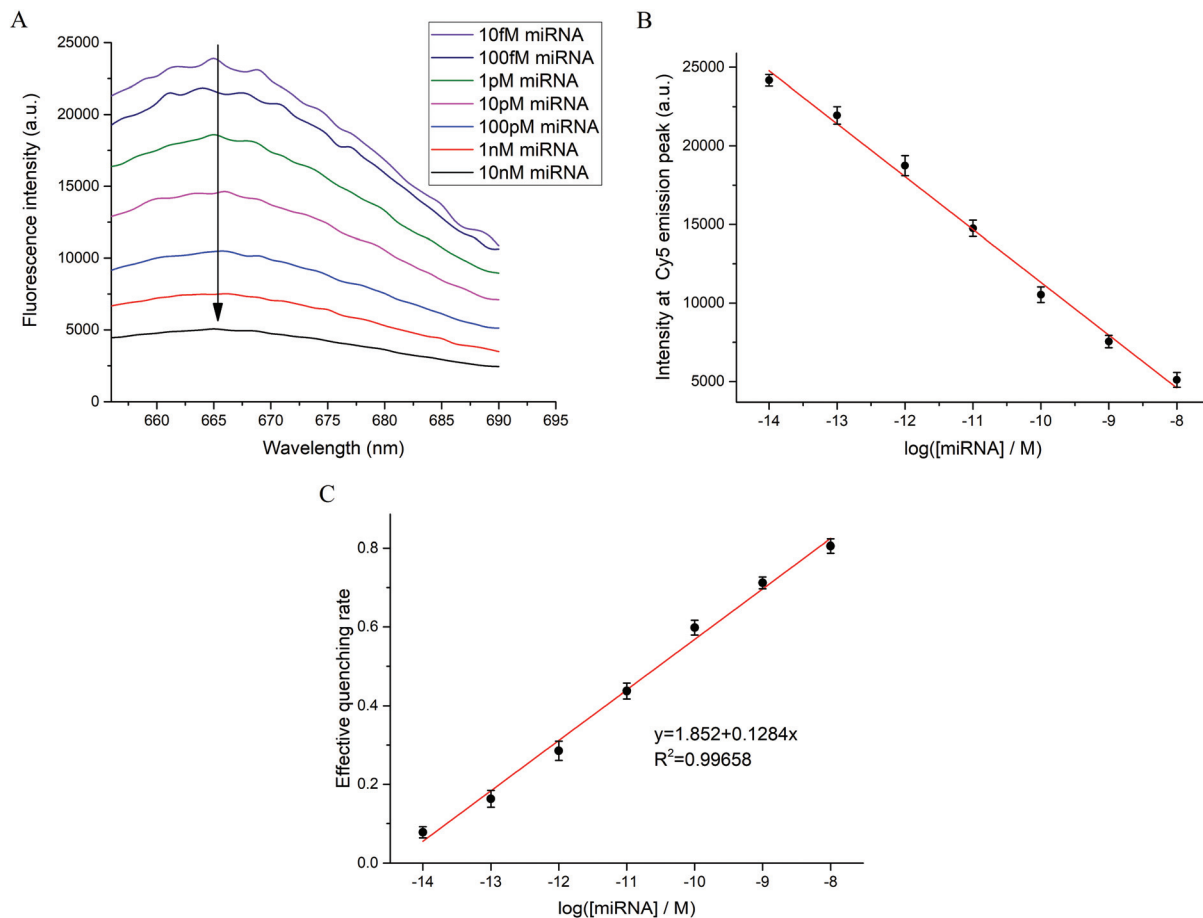 A
Fluorescence intensity (a.u.)
25000
20000
15000
10000
5000
0
660 665 670 675 680 685 690 695
Wavelength (nm)
10fM miRNA
100fM miRNA
1pM miRNA
10pM miRNA
100pM miRNA
1nM miRNA
10nM miRNA
B
Intensity at Cy5 emission peak (a.u.)
25000
20000
15000
10000
5000
-14 -13 -12 -11 -10 -9 -8
log([miRNA] / M)
C
Effective quenching rate
0.8
0.6
0.4
0.2
0.0
y=1.852+0.1284x
R²=0.99658
-14 -13 -12 -11 -10 -9 -8
log([miRNA] / M)